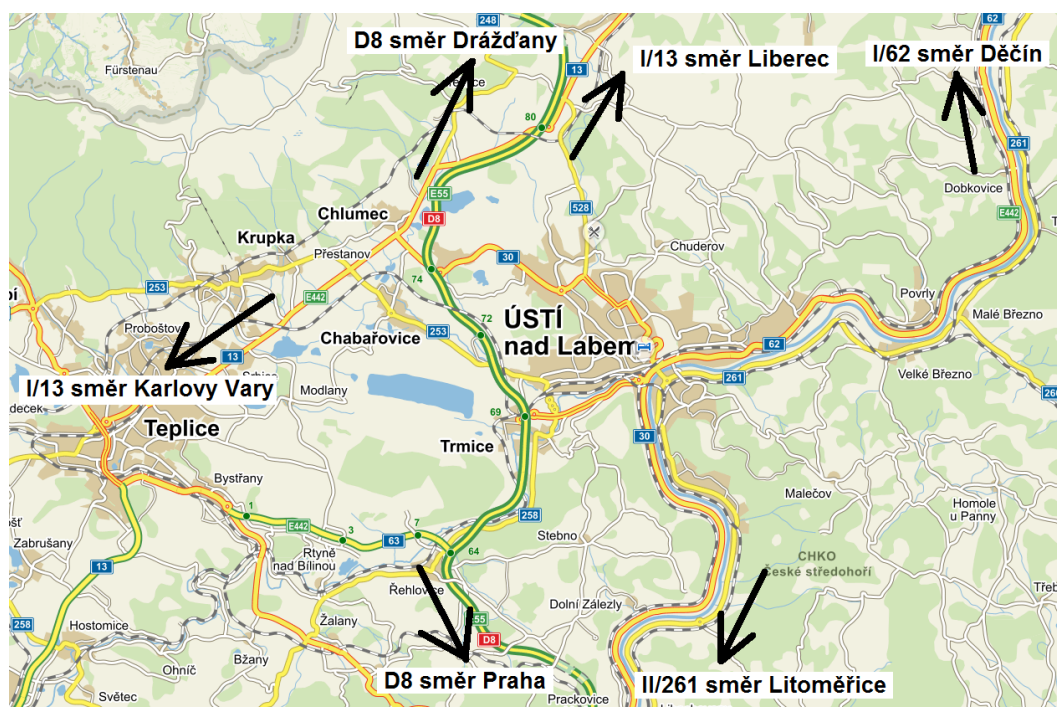 248
62
D8 směr Drážďany
13
I/13 směr Liberec
I/62 směr Děčín
Fürstenau
80
261
Dobkovice
E55
D8
Chlumec
528
E442
Krupka
Přestanov
30
Chuderov
74
253
E442
Povrly
Proboštov
72
ÚSTÍ
nad Labem
Malé Březno
Chabařovice
253
62
13
I/13 směr Karlovy Vary
Modlany
261
Velké Březno
69
Teplice
Trmice
30
Bystřany
Malečov
Homole
u Panny
1
E442
3
63
7
258
Stebno
64
Zabrušany
Rtyně
nad Bílinou
CHKO
České středohoří
13
Řehlovice
Dolní Zálezly
258
Hostomice
Žalany
E55
D8
Ohníč
Bžany
D8 směr Praha
II/261 směr Litoměřice
Světec
Prackovice